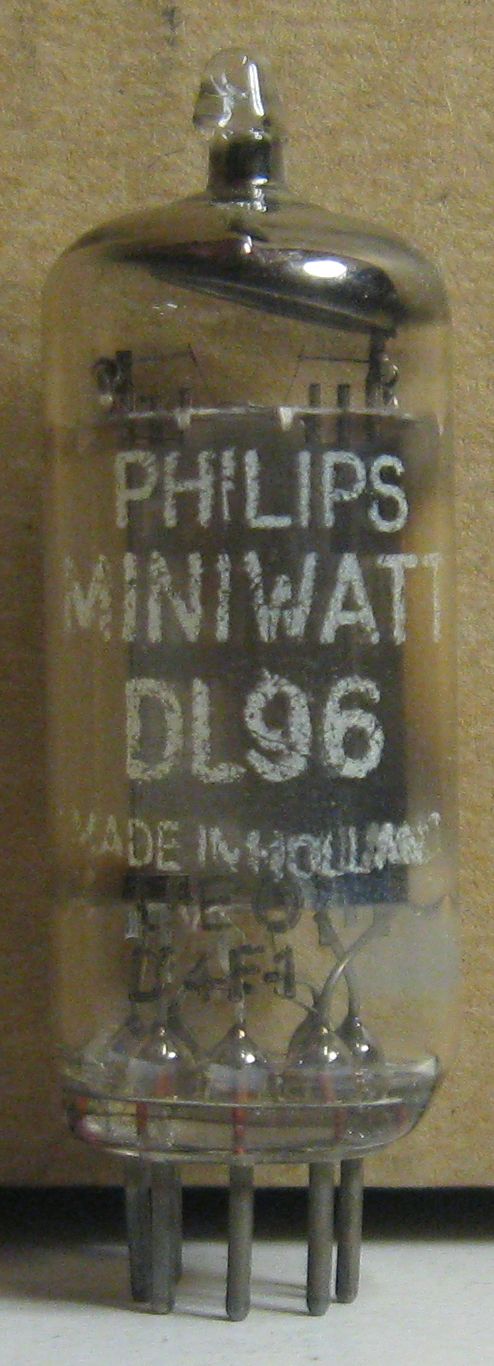 PHILIPS
MINIWATT
DL96
MADE IN HOLLAND
D4F1